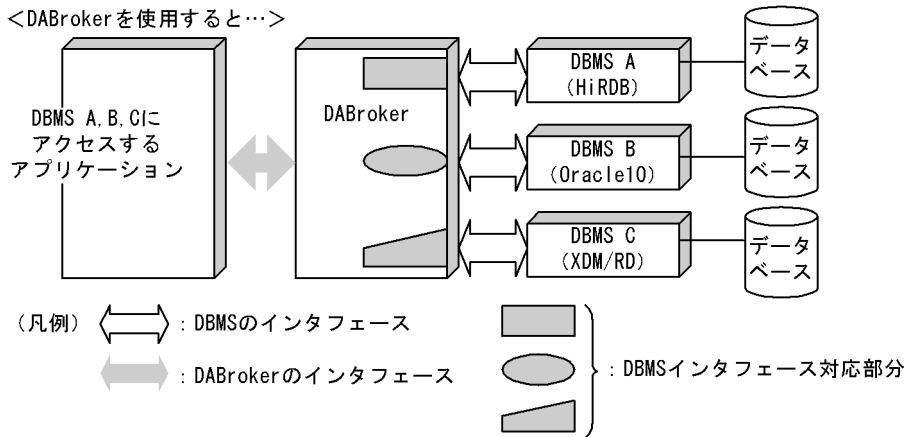 ＜DABrokerを使用すると…＞
DBMS A,B,Cに
アクセスする
アプリケーション
DABroker
DBMS A
(HiRDB)
データ
ベース
DBMS B
(Oracle10)
データ
ベース
DBMS C
(XDM/RD)
データ
ベース
（凡例）
：DBMSのインタフェース
：DABrokerのインタフェース
：DBMSインタフェース対応部分